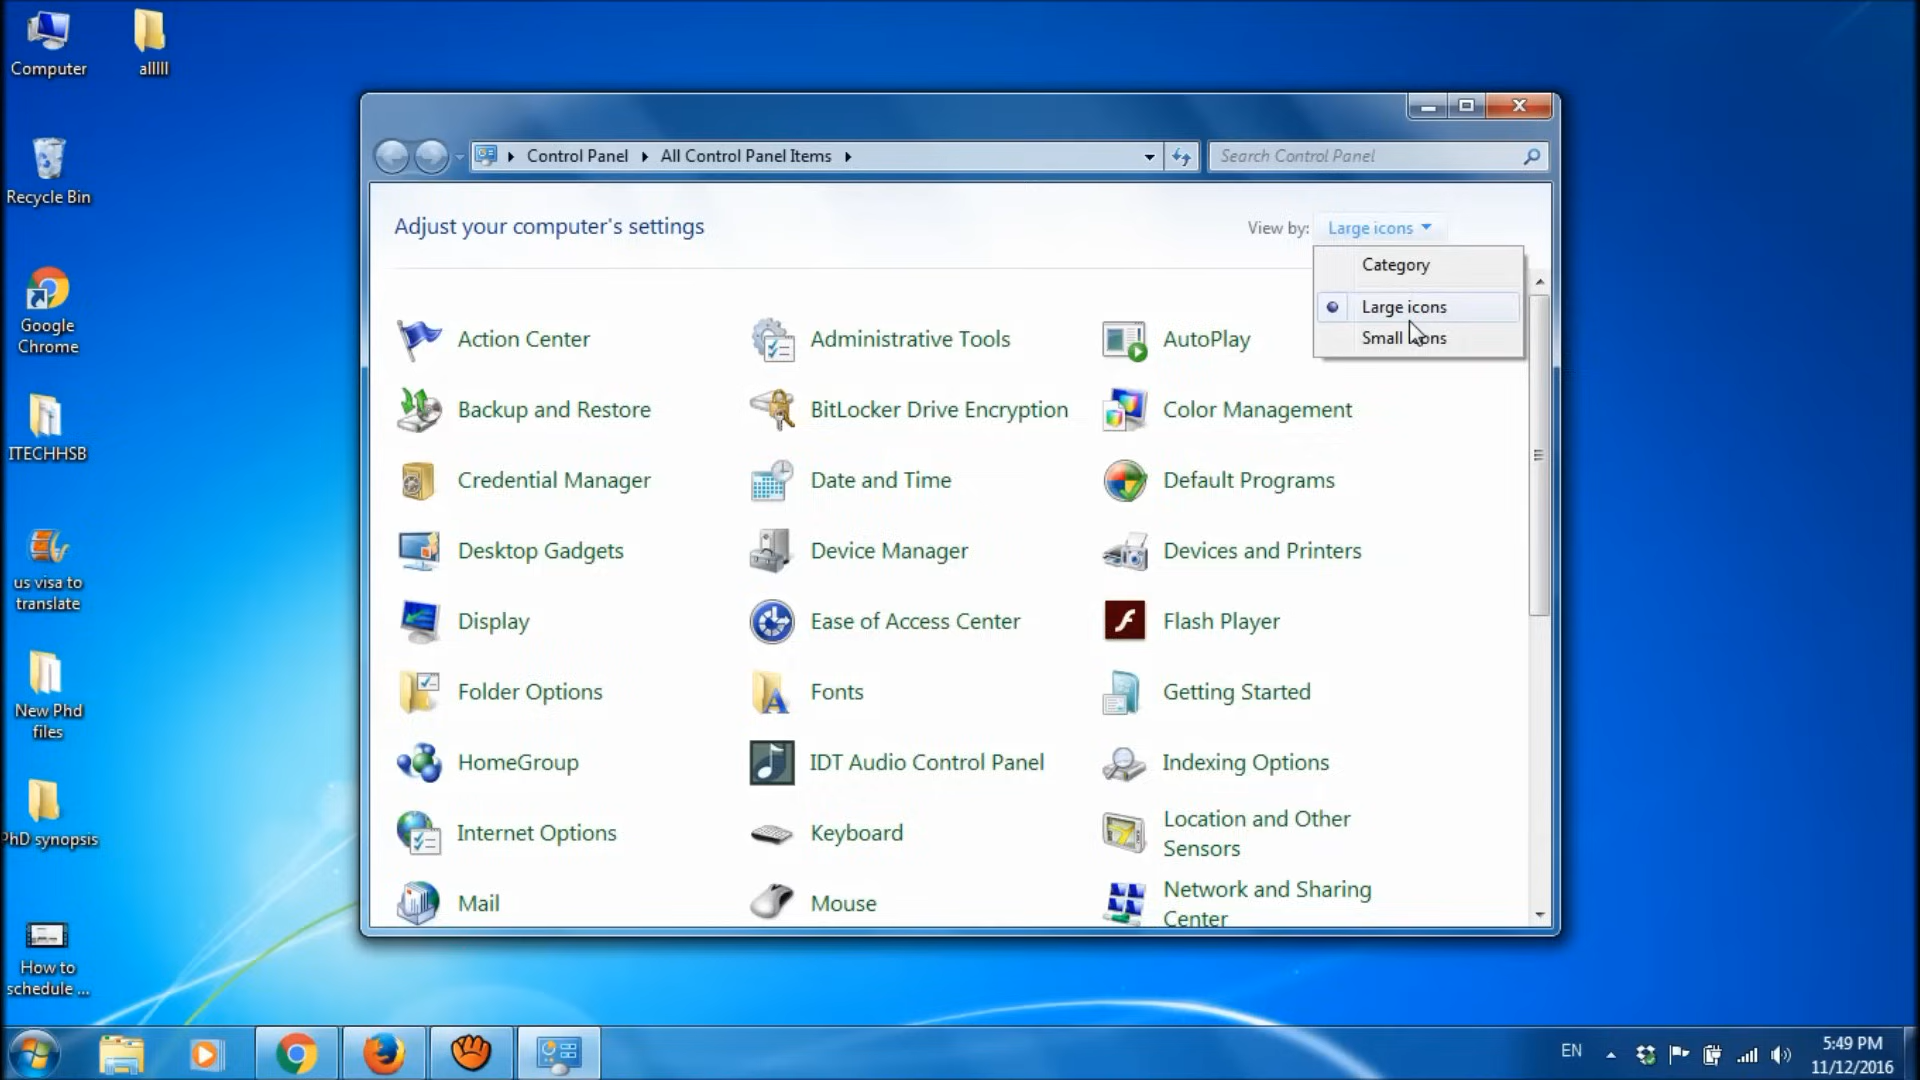 Computer
alllll
Recycle Bin
Google
Chrome
ITECHHSB
us visa to
translate
New Phd
files
PhD synopsis
How to
schedule ...
Control Panel
All Control Panel Items
Search Control Panel
Adjust your computer's settings
View by: Large icons
Category
Large icons
Small icons
Action Center
Administrative Tools
AutoPlay
Backup and Restore
BitLocker Drive Encryption
Color Management
Credential Manager
Date and Time
Default Programs
Desktop Gadgets
Device Manager
Devices and Printers
Display
Ease of Access Center
Flash Player
Folder Options
Fonts
Getting Started
HomeGroup
IDT Audio Control Panel
Indexing Options
Internet Options
Keyboard
Location and Other
Sensors
Mail
Mouse
Network and Sharing
Center
EN
5:49 PM
11/12/2016